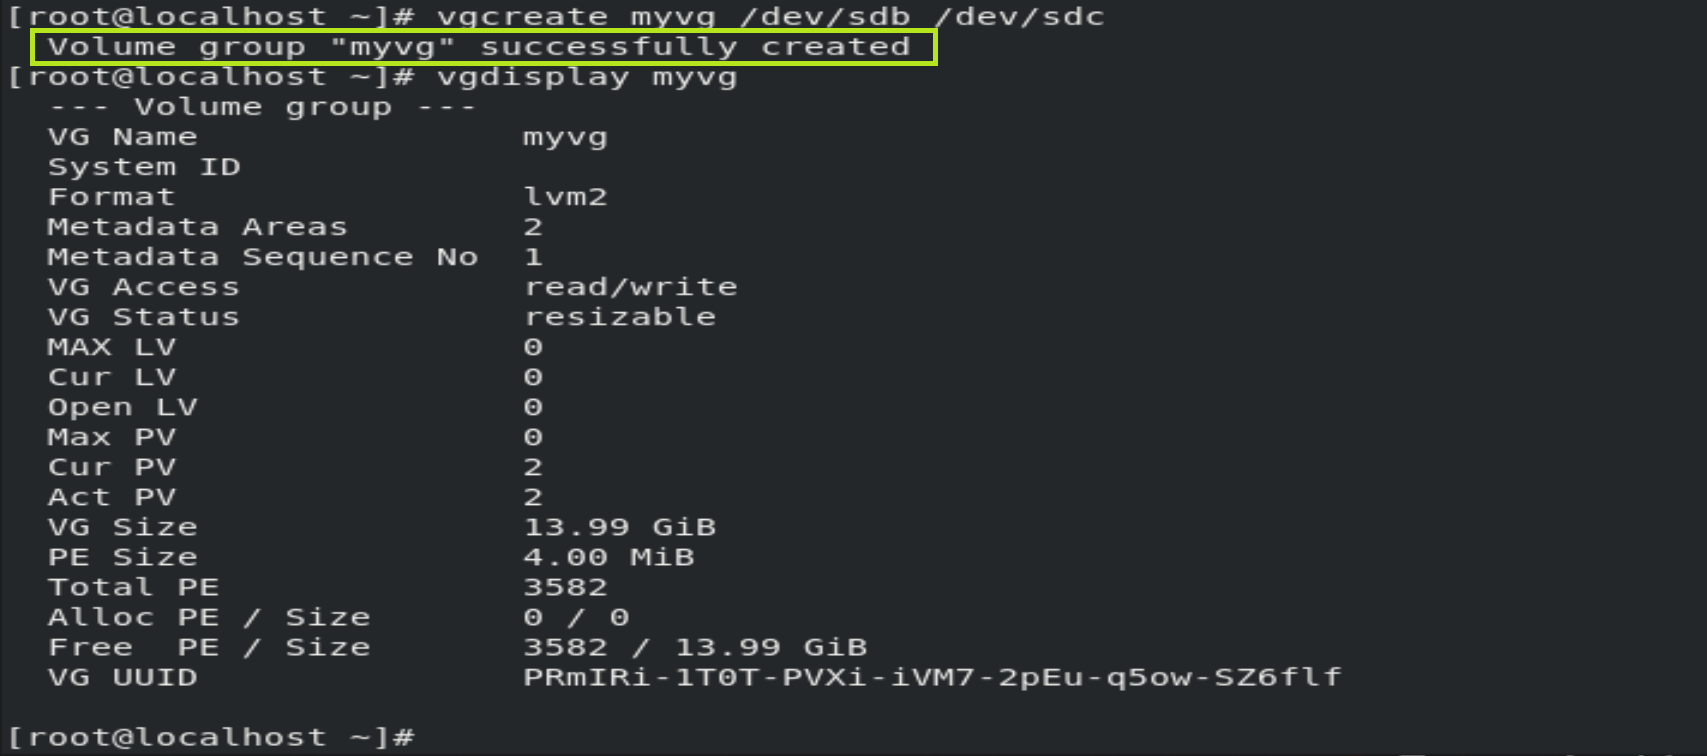 [root@localhost ~]# vgcreate myvg /dev/sdb /dev/sdc
  Volume group "myvg" successfully created
[root@localhost ~]# vgdisplay myvg
  --- Volume group ---
  VG Name               myvg
  System ID
  Format                lvm2
  Metadata Areas        2
  Metadata Sequence No  1
  VG Access             read/write
  VG Status             resizable
  MAX LV                0
  Cur LV                0
  Open LV               0
  Max PV                0
  Cur PV                2
  Act PV                2
  VG Size               13.99 GiB
  PE Size               4.00 MiB
  Total PE              3582
  Alloc PE / Size       0 / 0
  Free  PE / Size       3582 / 13.99 GiB
  VG UUID               PRmIRi-1T0T-PVXi-iVM7-2pEu-q5ow-SZ6flf
[root@localhost ~]#